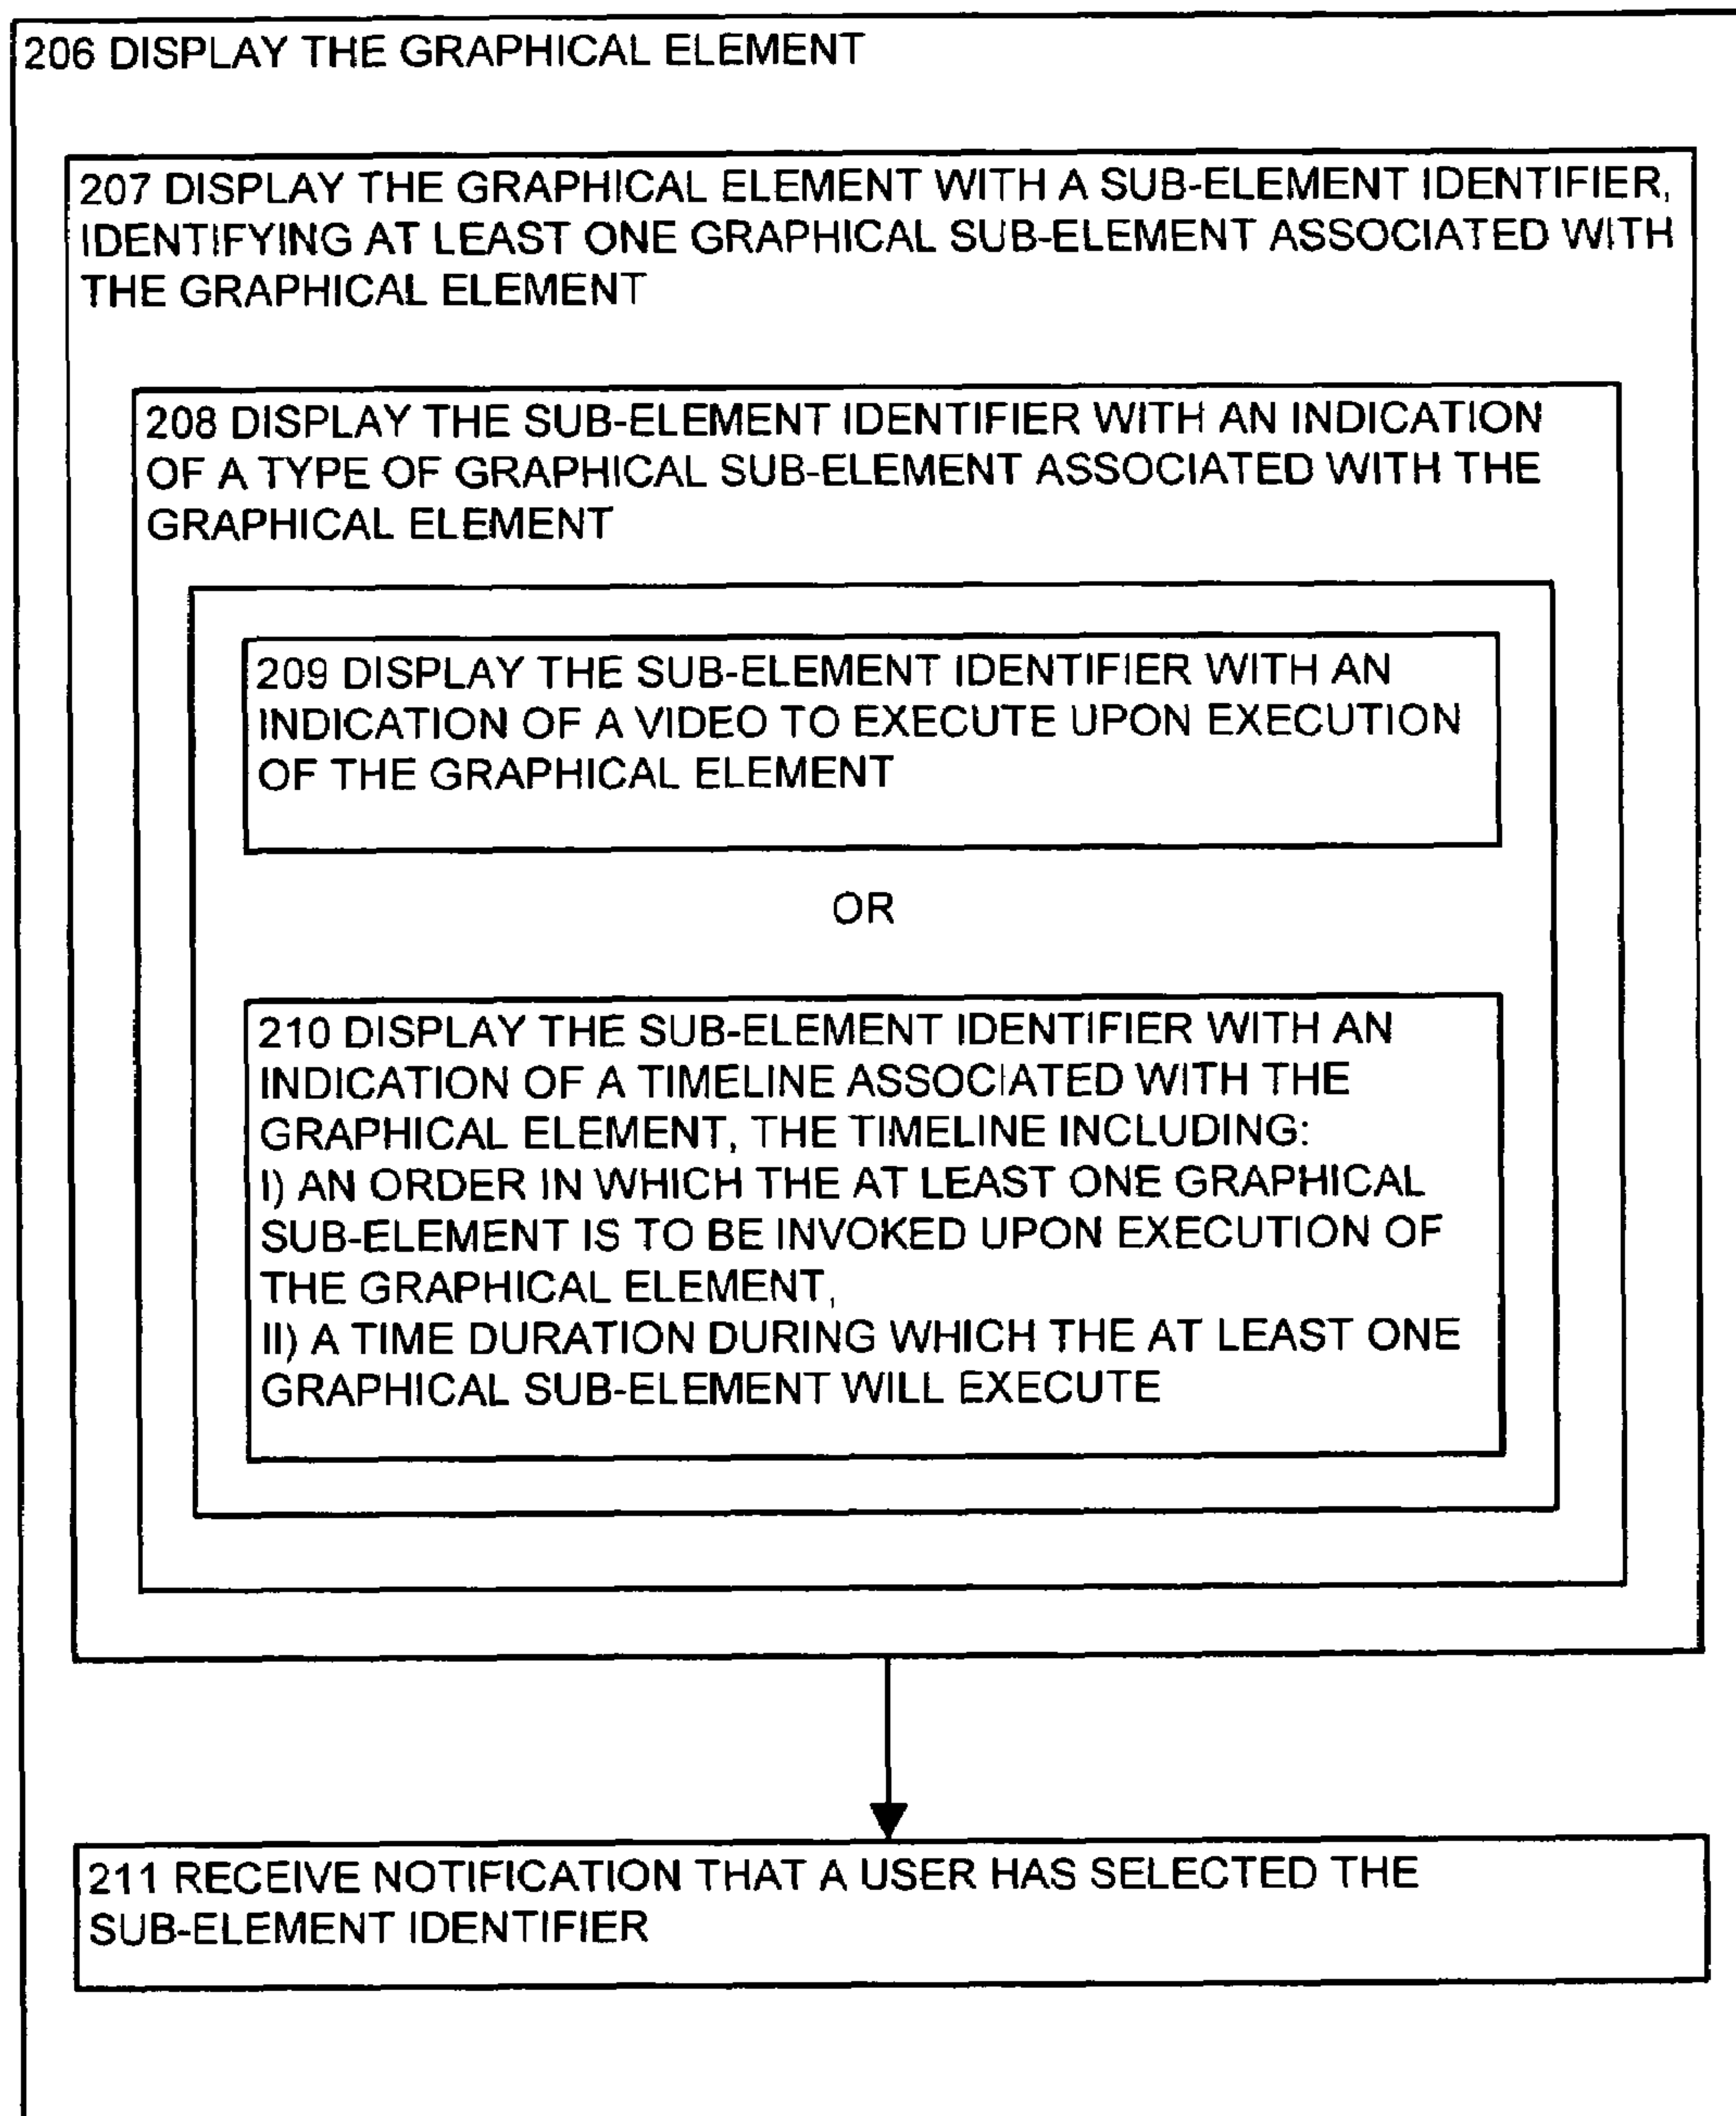 206 DISPLAY THE GRAPHICAL ELEMENT
207 DISPLAY THE GRAPHICAL ELEMENT WITH A SUB-ELEMENT IDENTIFIER,
IDENTIFYING AT LEAST ONE GRAPHICAL SUB-ELEMENT ASSOCIATED WITH
THE GRAPHICAL ELEMENT
208 DISPLAY THE SUB-ELEMENT IDENTIFIER WITH AN INDICATION
OF A TYPE OF GRAPHICAL SUB-ELEMENT ASSOCIATED WITH THE
GRAPHICAL ELEMENT
209 DISPLAY THE SUB-ELEMENT IDENTIFIER WITH AN
INDICATION OF A VIDEO TO EXECUTE UPON EXECUTION
OF THE GRAPHICAL ELEMENT
OR
210 DISPLAY THE SUB-ELEMENT IDENTIFIER WITH AN
INDICATION OF A TIMELINE ASSOCIATED WITH THE
GRAPHICAL ELEMENT, THE TIMELINE INCLUDING:
I) AN ORDER IN WHICH THE AT LEAST ONE GRAPHICAL
SUB-ELEMENT IS TO BE INVOKED UPON EXECUTION OF
THE GRAPHICAL ELEMENT,
II) A TIME DURATION DURING WHICH THE AT LEAST ONE
GRAPHICAL SUB-ELEMENT WILL EXECUTE
211 RECEIVE NOTIFICATION THAT A USER HAS SELECTED THE
SUB-ELEMENT IDENTIFIER